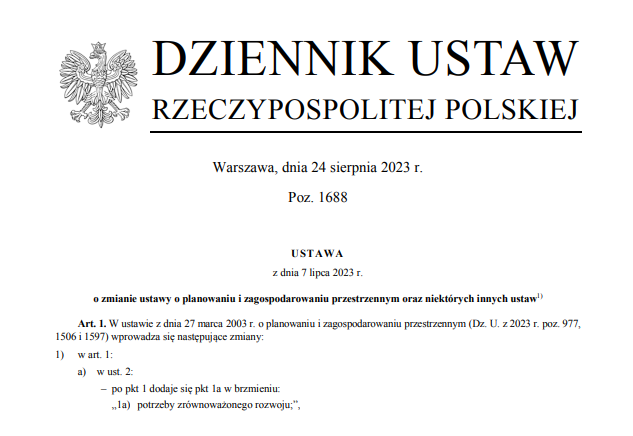 DZIENNIK USTAW
RZECZYPOSPOLITEJ POLSKIEJ
Warszawa, dnia 24 sierpnia 2023 r.
Poz. 1688
USTAWA
z dnia 7 lipca 2023 r.
o zmianie ustawy o planowaniu i zagospodarowaniu przestrzennym oraz niektórych innych ustaw1)
Art. 1. W ustawie z dnia 27 marca 2003 r. o planowaniu i zagospodarowaniu przestrzennym (Dz. U. z 2023 r. poz. 977,
1506 i 1597) wprowadza się następujące zmiany:
1) w art. 1:
a) w ust. 2:
– po pkt 1 dodaje się pkt 1a w brzmieniu:
„1a) potrzeby zrównoważonego rozwoju;”,